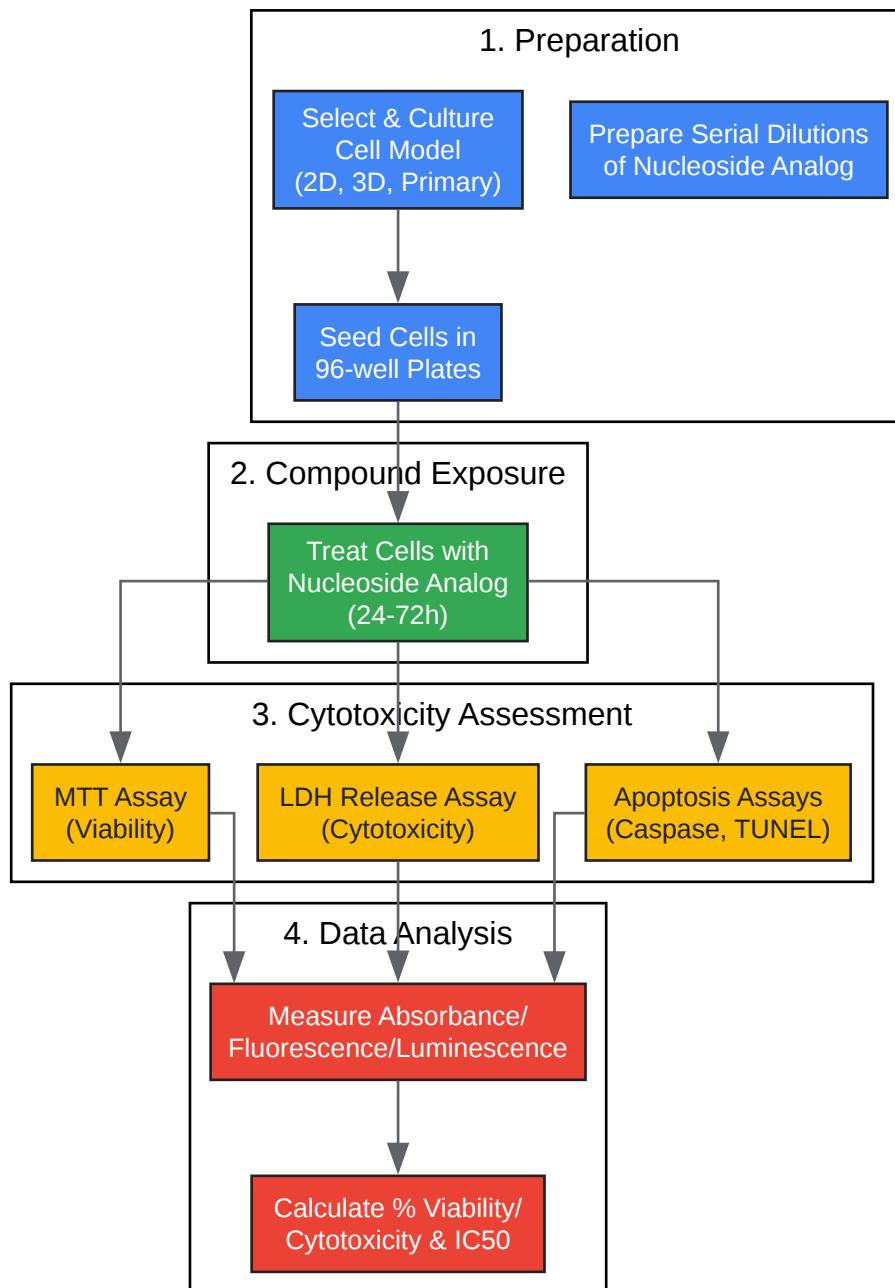 1. Preparation
Select & Culture
Cell Model
(2D, 3D, Primary)
Prepare Serial Dilutions
of Nucleoside Analog
Seed Cells in
96-well Plates
2. Compound Exposure
Treat Cells with
Nucleoside Analog
(24-72h)
3. Cytotoxicity Assessment
MTT Assay
(Viability)
LDH Release Assay
(Cytotoxicity)
Apoptosis Assays
(Caspase, TUNEL)
4. Data Analysis
Measure Absorbance/
Fluorescence/Luminescence
Calculate % Viability/
Cytotoxicity & IC50